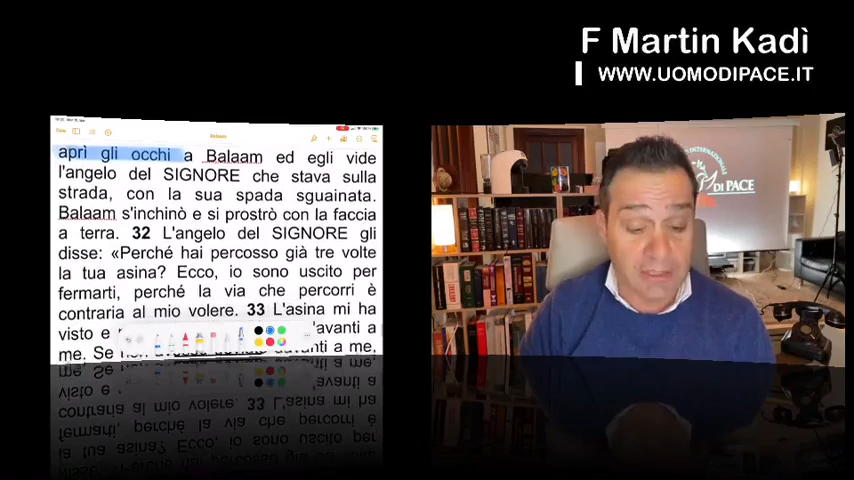 F Martin Kadì
WWW.UOMODIPACE.IT
Balaam
aprì gli occhi a Balaam ed egli vide
l'angelo del SIGNORE che stava sulla
strada, con la sua spada sguainata.
Balaam s'inchinò e si prostrò con la faccia
a terra. 32 L'angelo del SIGNORE gli
disse: «Perché hai percosso già tre volte
la tua asina? Ecco, io sono uscito per
fermarti, perché la via che percorri è
contraria al mio volere. 33 L'asina mi ha
visto e 'avanti a
me. Se davanti a me,
DI PACE